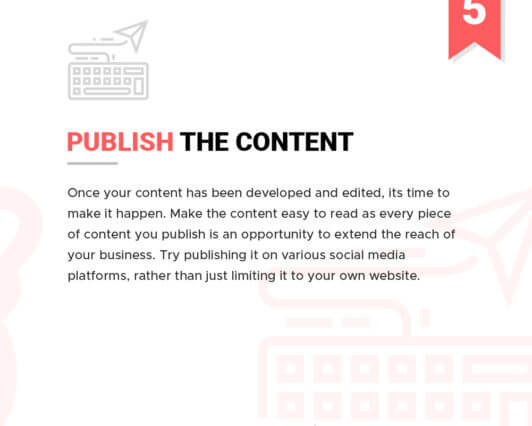 5
PUBLISH THE CONTENT
Once your content has been developed and edited, its time to
make it happen. Make the content easy to read as every piece
of content you publish is an opportunity to extend the reach of
your business. Try publishing it on various social media
platforms, rather than just limiting it to your own website.